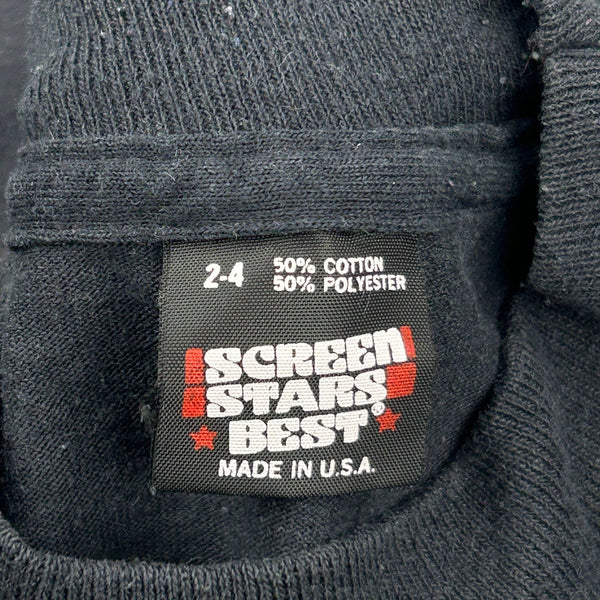 2-4 50% COTTON
50% POLYESTER
SCREEN
STARS
BEST®
MADE IN U.S.A.